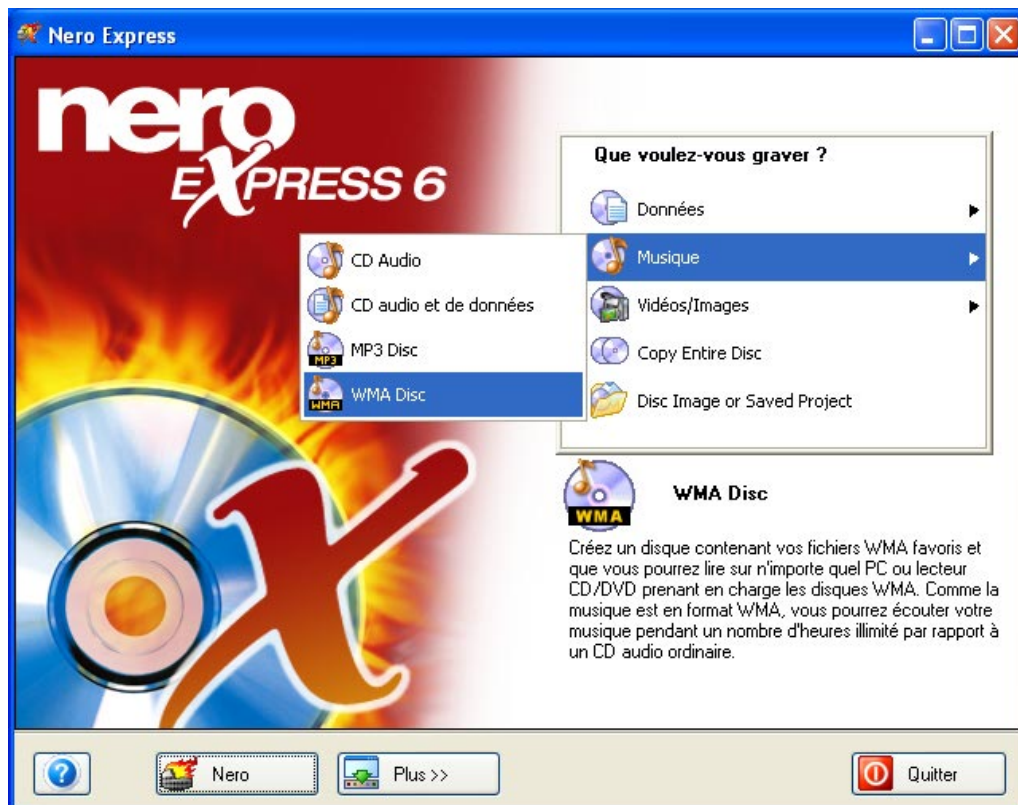 Nero Express
nero
EXPRESS 6
Que voulez-vous graver ?
Données
Musique
Vidéos/Images
Copy Entire Disc
Disc Image or Saved Project
CD Audio
CD audio et de données
MP3
MP3 Disc
WMA
WMA Disc
WMA
WMA Disc
Créez un disque contenant vos fichiers WMA favoris et
que vous pourrez lire sur n'importe quel PC ou lecteur
CD/DVD prenant en charge les disques WMA. Comme la
musique est en format WMA, vous pourrez écouter votre
musique pendant un nombre d'heures illimité par rapport à
un CD audio ordinaire.
X
?
Nero
Plus >>
Quitter